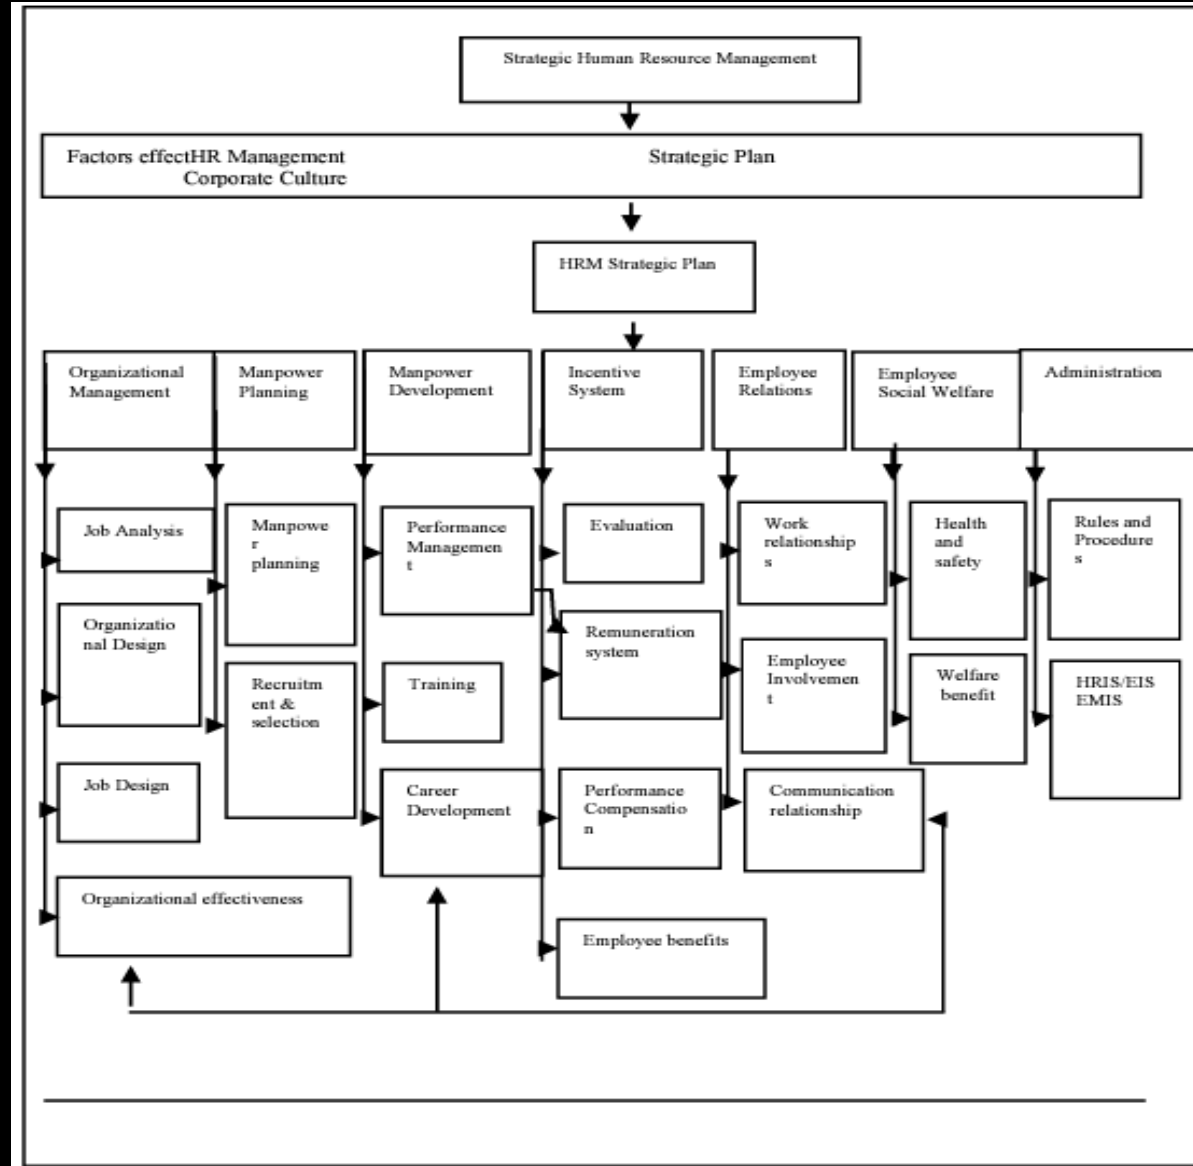 Strategic Human Resource Management
Factors effectHR Management
Strategic Plan
Corporate Culture
HRM Strategic Plan
Organizational
Management
Manpower
Planning
Manpower
Development
Incentive
System
Employee
Relations
Employee
Social Welfare
Administration
Job Analysis
Organizatio
nal Design
Job Design
Organizational effectiveness
Manpowe
r
planning
Recruitm
ent &
selection
Performance
Managemen
t
Training
Career
Development
Evaluation
Remuneration
system
Performance
Compensatio
n
Employee benefits
Work
relationship
s
Employee
Involvemen
t
Communication
relationship
Health
and
safety
Welfare
benefit
Rules and
Procedure
s
HRIS/EIS
EMIS